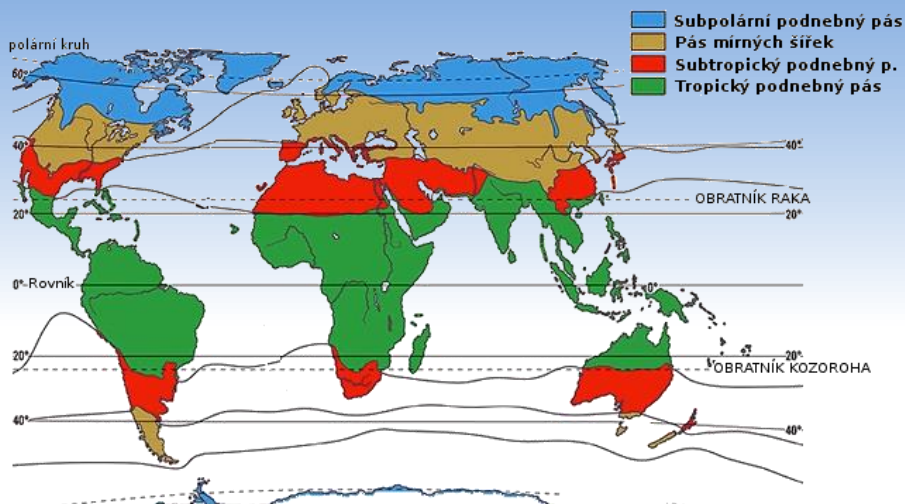 Subpolární podnebný pás
Pás mírných šířek
Subtropický podnebný p.
Tropický podnebný pás
polární kruh
60°
40°
40°
OBRATNÍK RAKA
20°
20°
0°
Rovník
0°
20°
20°
OBRATNÍK KOZOROHA
40°
40°